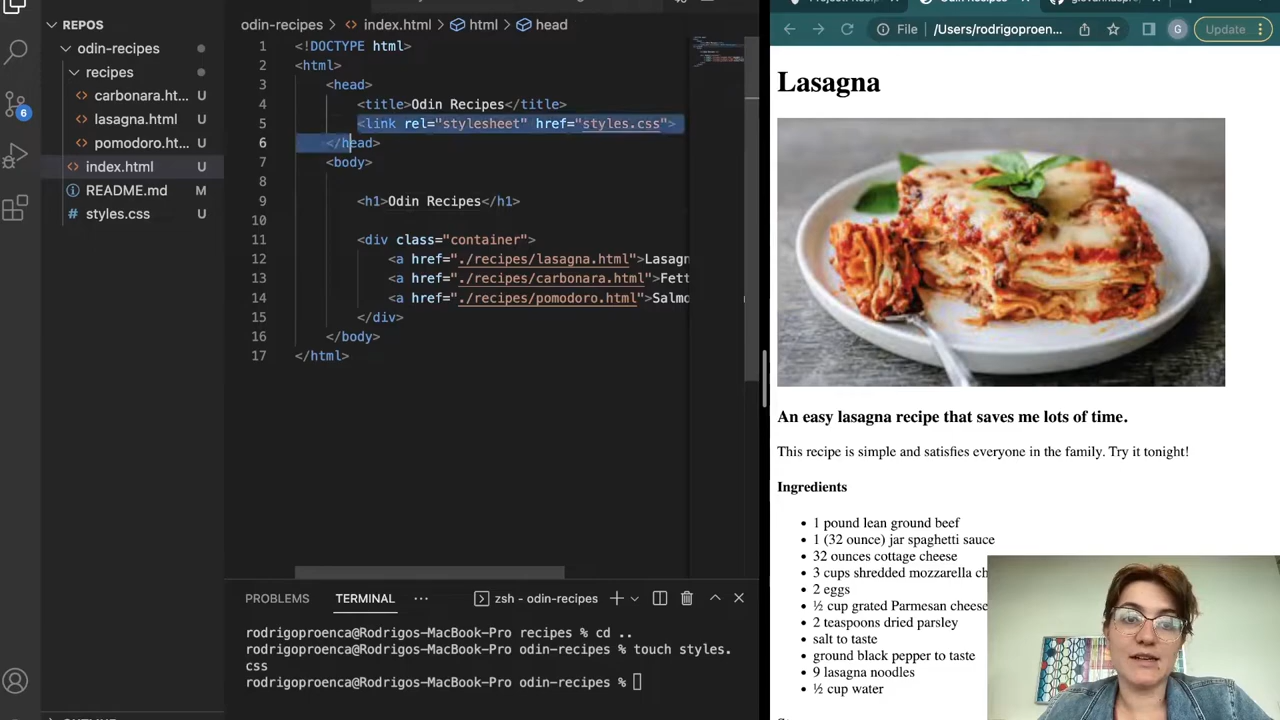 REPOS
odin-recipes
recipes
carbonara.ht... U
lasagna.html U
pomodoro.ht... U
index.html U
README.md M
styles.css U
6
odin-recipes > index.html > html > head
1 <!DOCTYPE html>
2 <html>
3 <head>
4 <title>Odin Recipes</title>
5 <link rel="stylesheet" href="styles.css">
6 </head>
7 <body>
8
9 <h1>Odin Recipes</h1>
10
11 <div class="container">
12 <a href="./recipes/lasagna.html">Lasagn
13 <a href="./recipes/carbonara.html">Fett
14 <a href="./recipes/pomodoro.html">Salmo
15 </div>
16 </body>
17 </html>
PROBLEMS TERMINAL ... zsh - odin-recipes
rodrigoproenca@Rodrigos-MacBook-Pro recipes % cd ..
rodrigoproenca@Rodrigos-MacBook-Pro odin-recipes % touch styles.
css
rodrigoproenca@Rodrigos-MacBook-Pro odin-recipes %
File /Users/rodrigoproen... G Update
Lasagna
An easy lasagna recipe that saves me lots of time.
This recipe is simple and satisfies everyone in the family. Try it tonight!
Ingredients
• 1 pound lean ground beef
• 1 (32 ounce) jar spaghetti sauce
• 32 ounces cottage cheese
• 3 cups shredded mozzarella ch
• 2 eggs
• ½ cup grated Parmesan cheese
• 2 teaspoons dried parsley
• salt to taste
• ground black pepper to taste
• 9 lasagna noodles
• ½ cup water